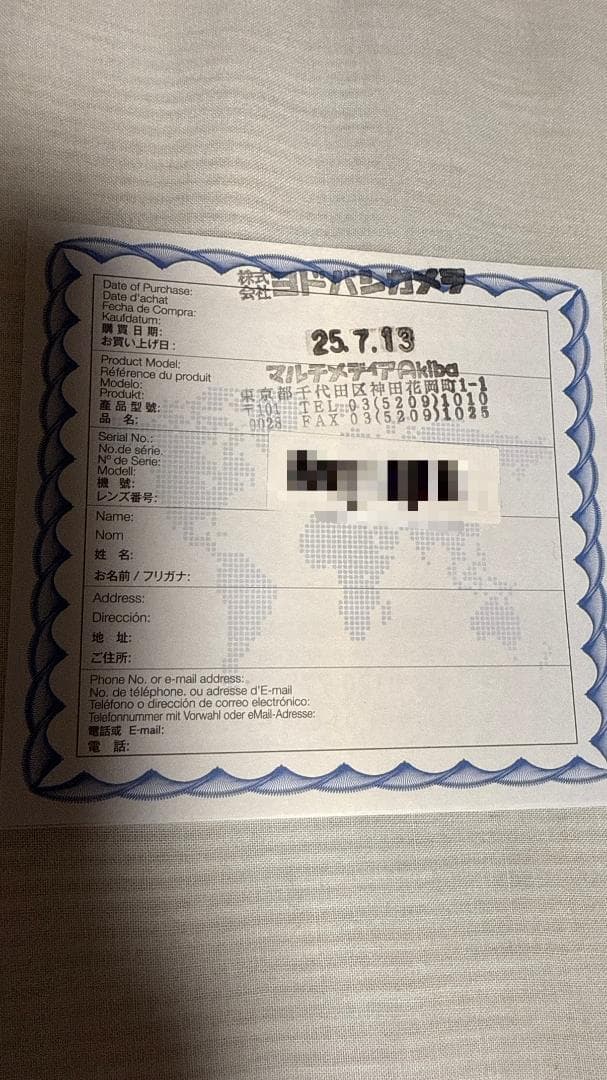 株式会社ヨドバシカメラ
Date of Purchase:
Date d'achat
Fecha de Compra:
Kaufdatum:
購買日期:
お買い上げ日:
25.7.13
マルチメディアAkiba
東京都千代田区神田花岡町1-1
〒101 TEL 03(5209)1010
0028 FAX 03(5209)1025
Product Model:
Référence du produit
Modelo:
Produkt:
產品型號:
品 名:
Serial No.:
No.de série.
Nº de Serie:
Modell:
機 號:
レンズ番号:
Name:
Nom
姓 名:
お名前 / フリガナ:
Address:
Dirección:
地 址:
ご住所:
Phone No. or e-mail address:
No. de téléphone, ou adresse d'E-mail
Teléfono o dirección de correo electrónico:
Telefonnummer mit Vorwahl oder eMail-Adresse:
電話或 E-mail:
電 話: